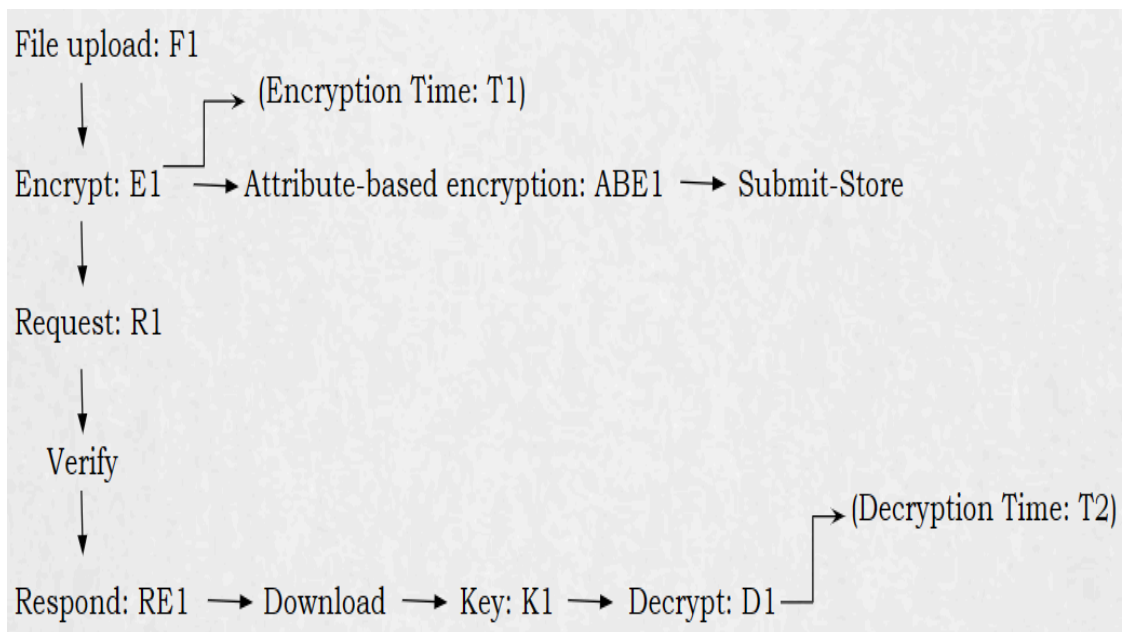 File upload: F1
(Encryption Time: T1)
Encrypt: E1 Attribute-based encryption: ABE1 Submit-Store
Request: R1
Verify
(Decryption Time: T2)
Respond: RE1 Download Key: K1 Decrypt: D1